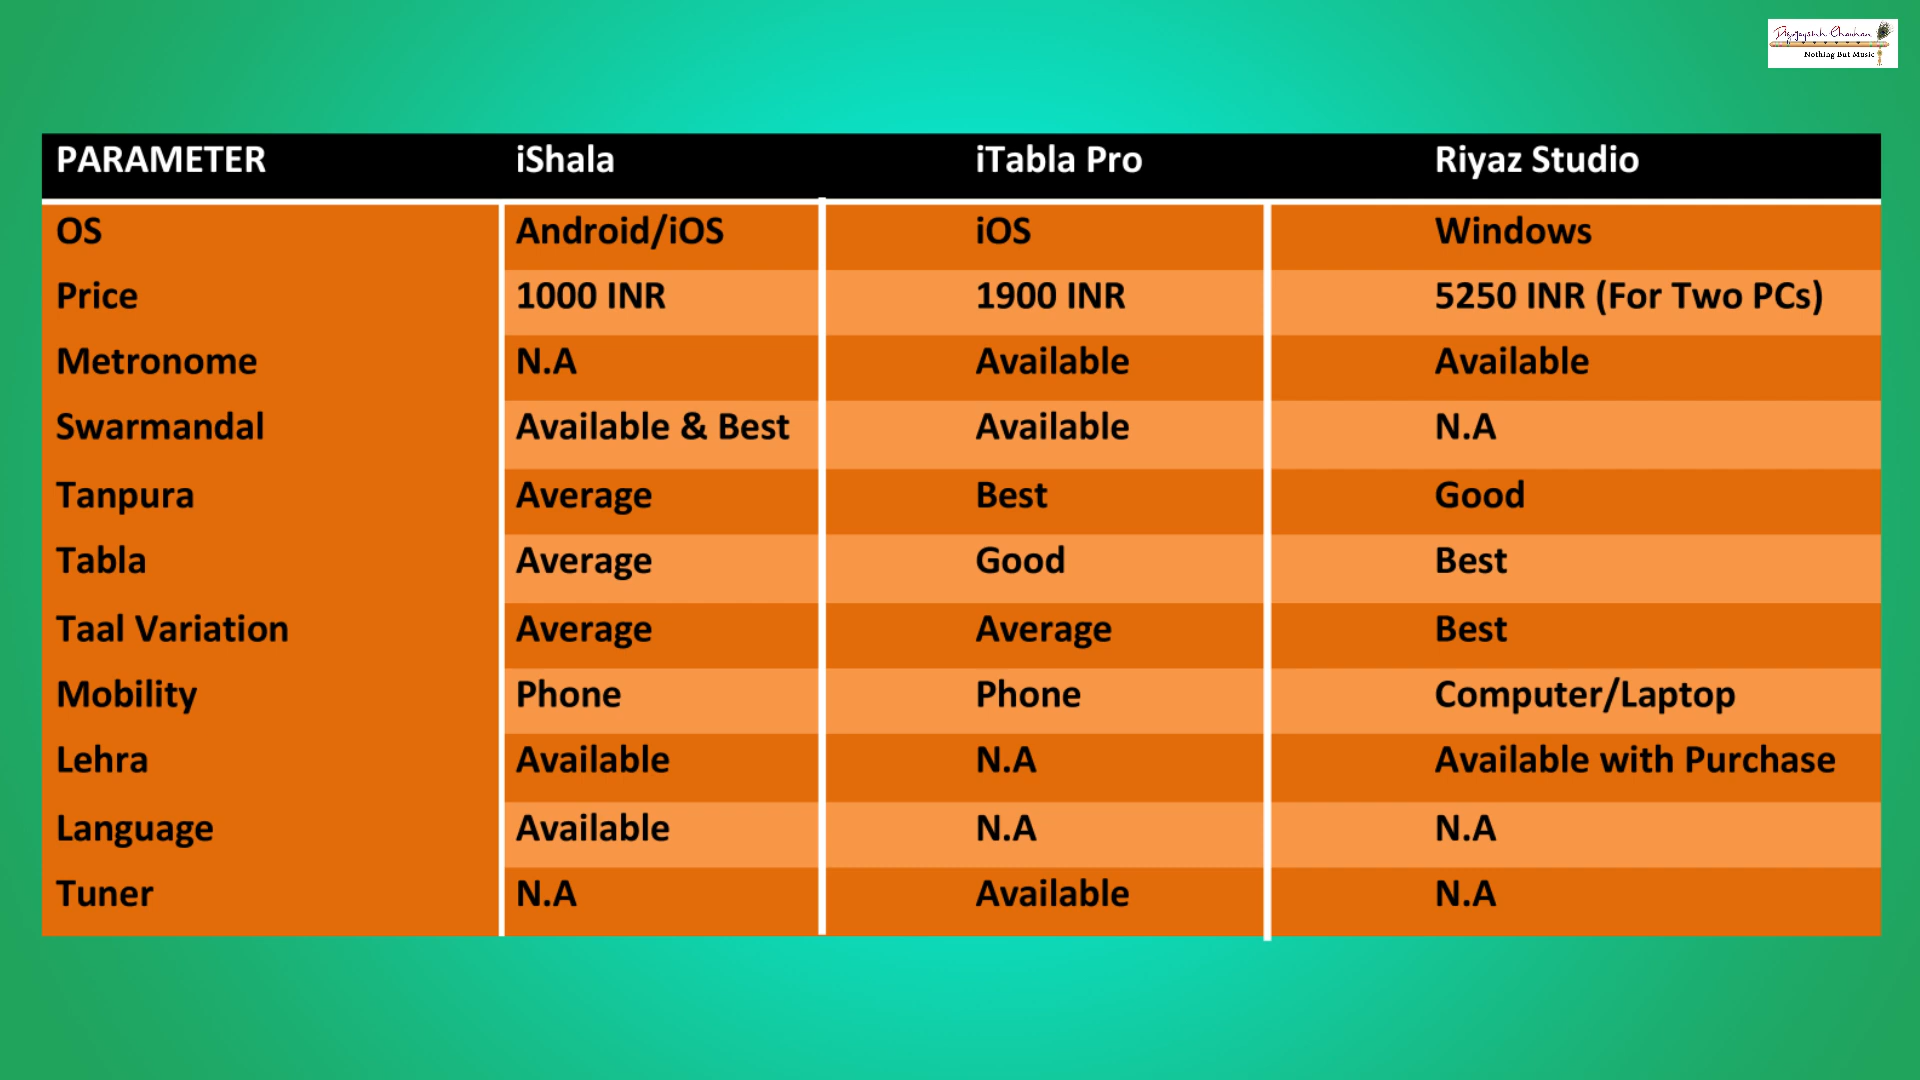 Digvijaysinh Chauhan
Nothing But Music
PARAMETER iShala iTabla Pro Riyaz Studio
OS Android/iOS iOS Windows
Price 1000 INR 1900 INR 5250 INR (For Two PCs)
Metronome N.A Available Available
Swarmandal Available & Best Available N.A
Tanpura Average Best Good
Tabla Average Good Best
Taal Variation Average Average Best
Mobility Phone Phone Computer/Laptop
Lehra Available N.A Available with Purchase
Language Available N.A N.A
Tuner N.A Available N.A